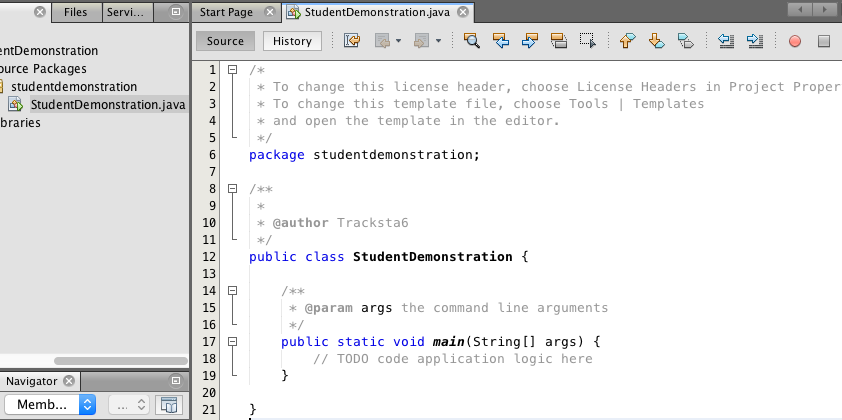 Files
Servi...
entDemonstration
ource Packages
studentdemonstration
StudentDemonstration.java
braries
Navigator
Memb...
...
Start Page
StudentDemonstration.java
Source
History
1 /*
2 * To change this license header, choose License Headers in Project Proper
3 * To change this template file, choose Tools | Templates
4 * and open the template in the editor.
5 */
6 package studentdemonstration;
7
8 /**
9 *
10 * @author Tracksta6
11 */
12 public class StudentDemonstration {
13
14 /**
15 * @param args the command line arguments
16 */
17 public static void main(String[] args) {
18 // TODO code application logic here
19 }
20
21 }